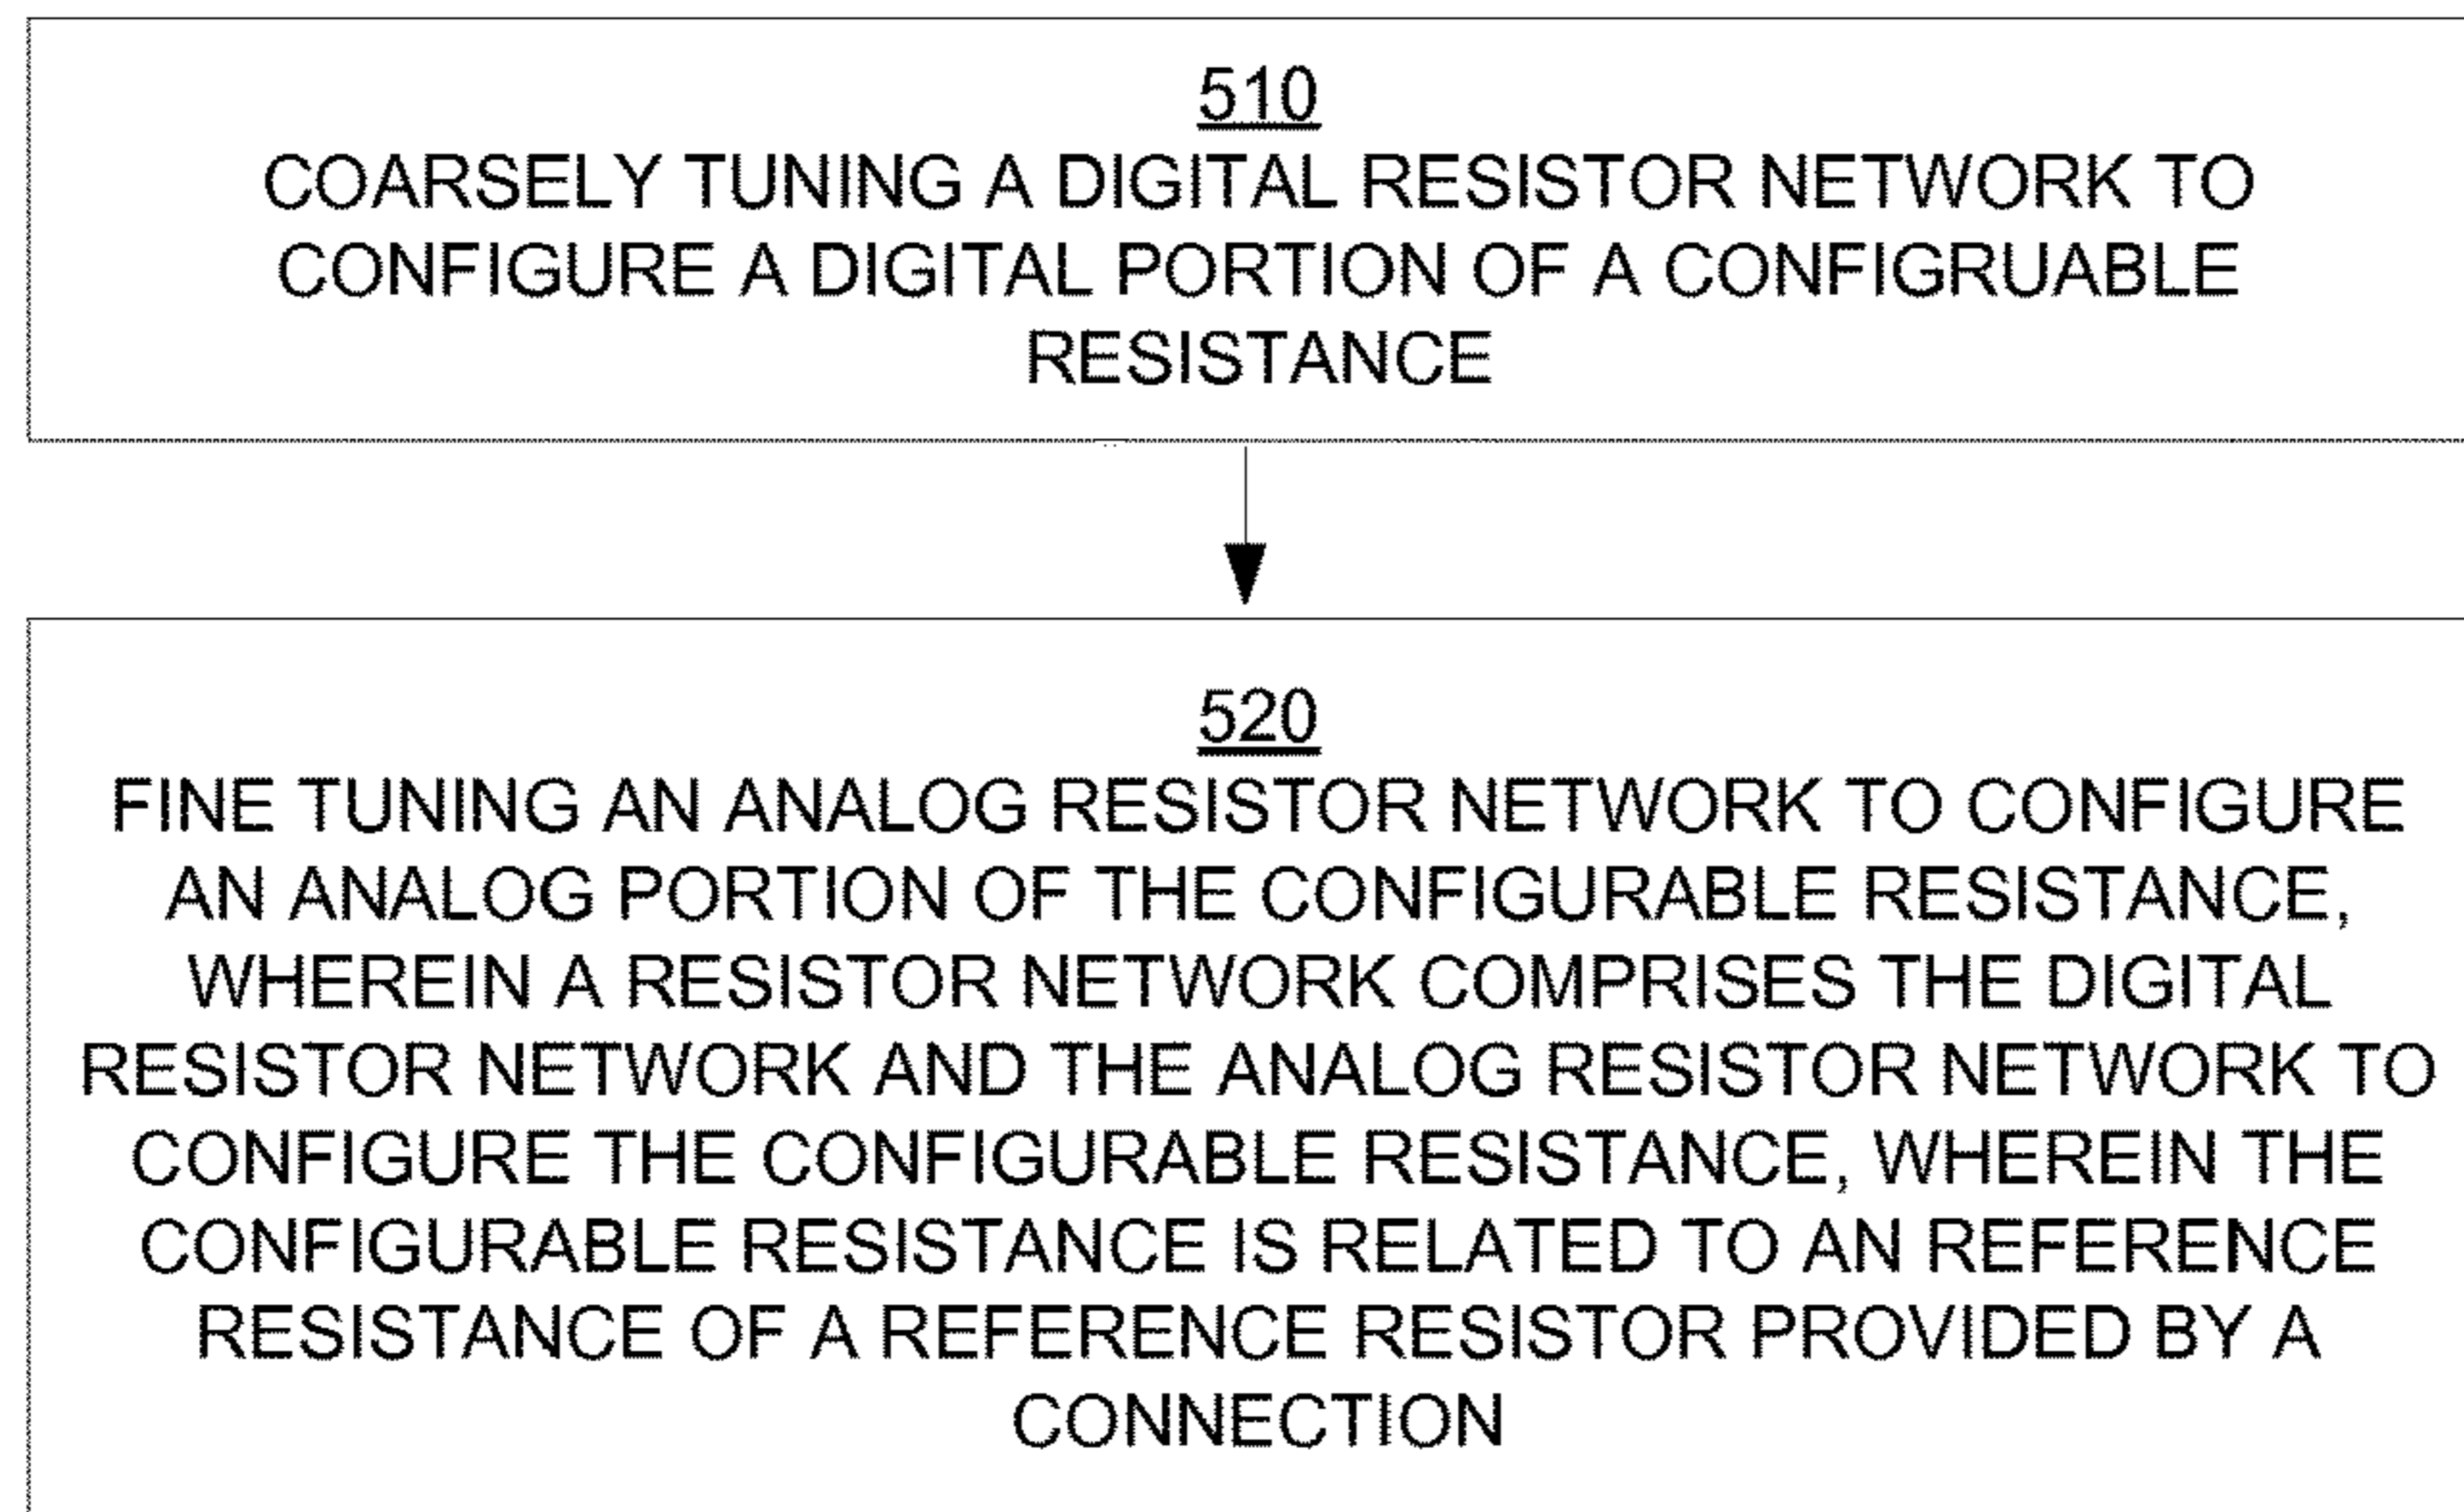 510
COARSELY TUNING A DIGITAL RESISTOR NETWORK TO
CONFIGURE A DIGITAL PORTION OF A CONFIGRUABLE
RESISTANCE
520
FINE TUNING AN ANALOG RESISTOR NETWORK TO CONFIGURE
AN ANALOG PORTION OF THE CONFIGURABLE RESISTANCE,
WHEREIN A RESISTOR NETWORK COMPRISES THE DIGITAL
RESISTOR NETWORK AND THE ANALOG RESISTOR NETWORK TO
CONFIGURE THE CONFIGURABLE RESISTANCE, WHEREIN THE
CONFIGURABLE RESISTANCE IS RELATED TO AN REFERENCE
RESISTANCE OF A REFERENCE RESISTOR PROVIDED BY A
CONNECTION